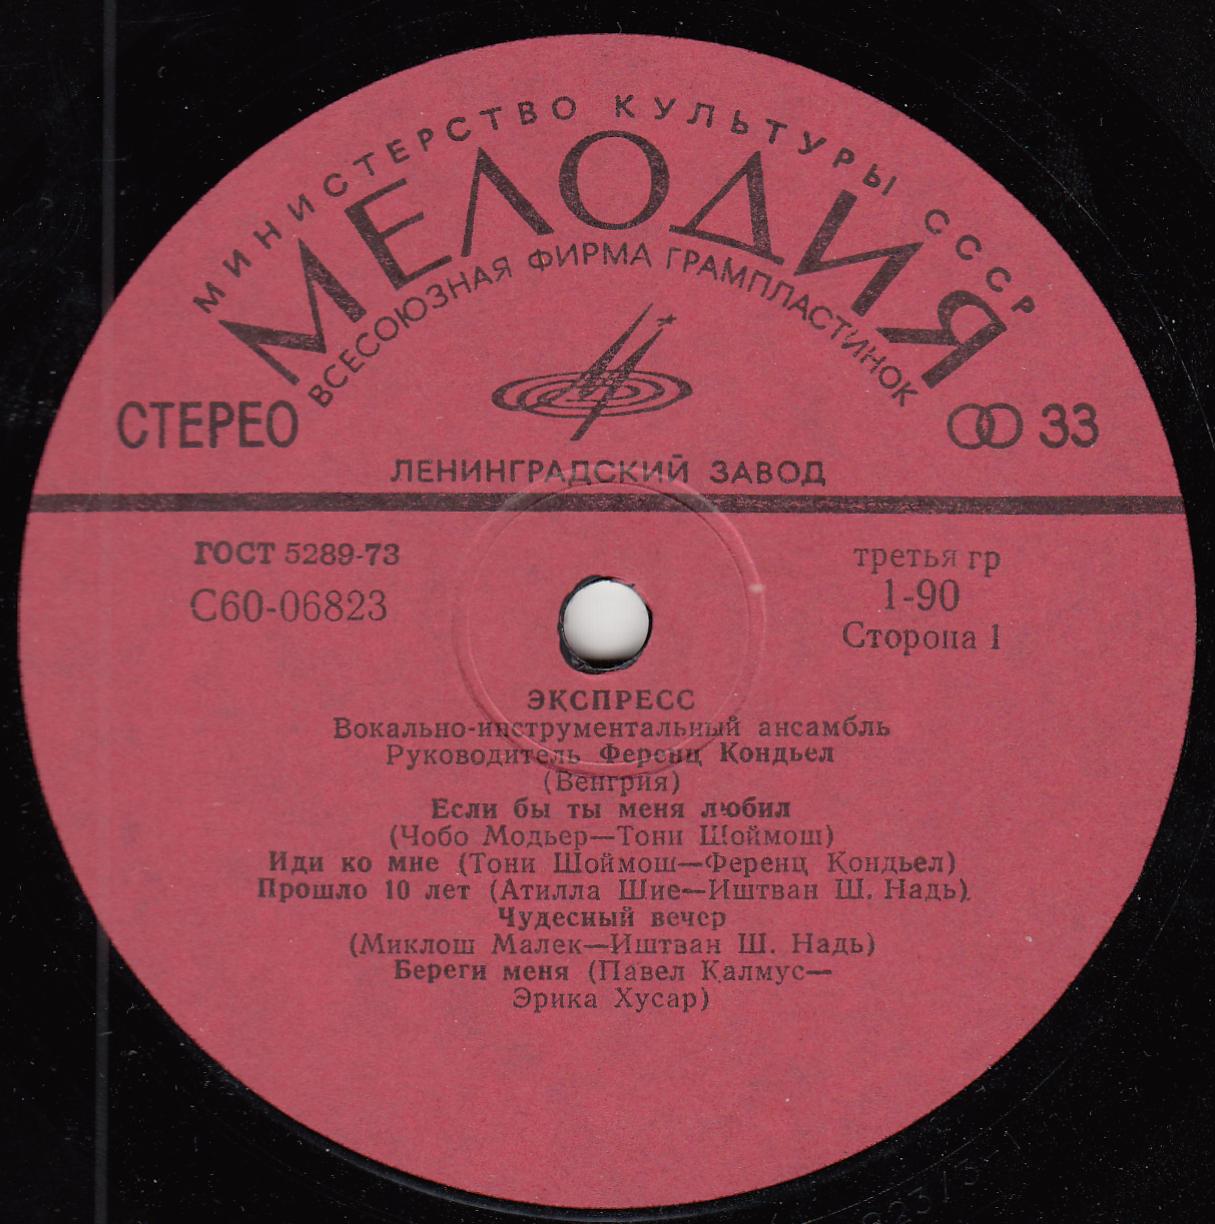 МИНИСТЕРСТВО КУЛЬТУРЫ СССР
МЕЛОДИЯ
ВСЕСОЮЗНАЯ ФИРМА ГРАМПЛАСТИНОК
СТЕРЕО
33
ЛЕНИНГРАДСКИЙ ЗАВОД
ГОСТ 5289-73
С60-06823
третья гр
1-90
Сторона 1
ЭКСПРЕСС
Вокально-инструментальный ансамбль
Руководитель Ференц Кондьел
(Венгрия)
Если бы ты меня любил
(Чобо Модьер—Тони Шоймош)
Иди ко мне (Тони Шоймош—Ференц Кондьел)
Прошло 10 лет (Атилла Шие—Иштван Ш. Надь).
Чудесный вечер
(Миклош Малек—Иштван Ш. Надь)
Береги меня (Павел Калмус—
Эрика Хусар)